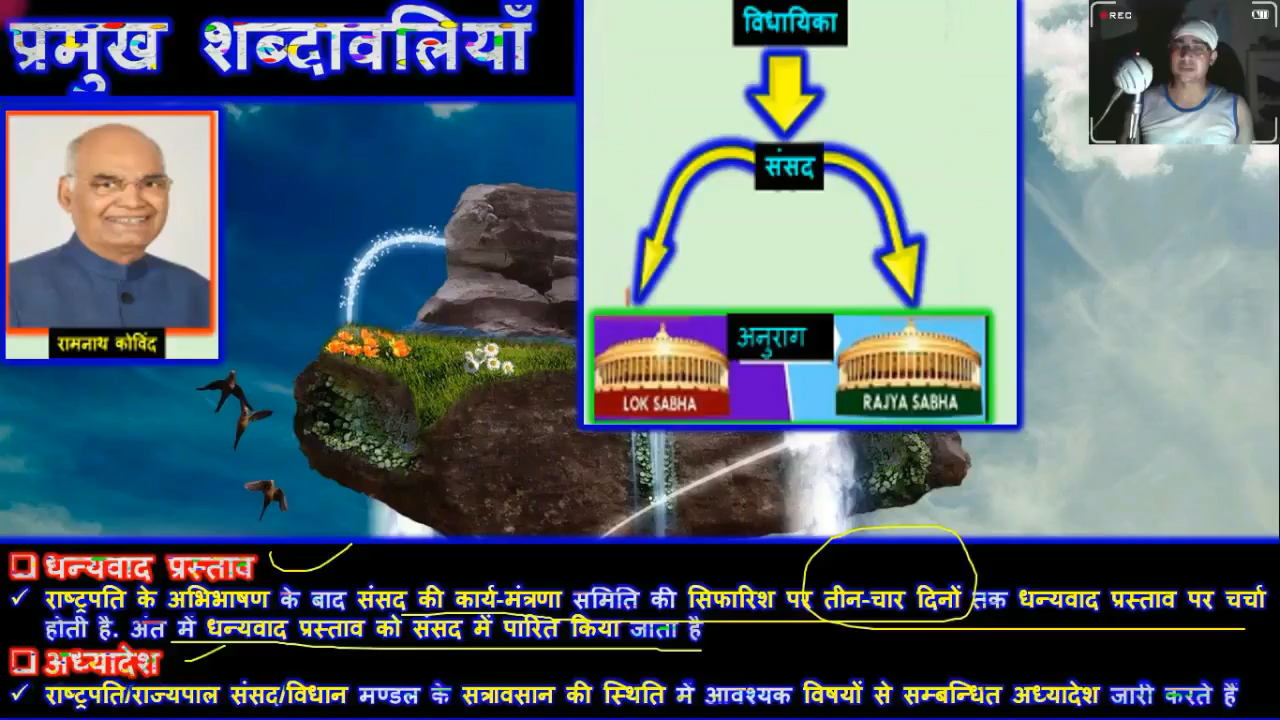 प्रमुख शब्दावलियाँ
विधायिका
REC
संसद
रामनाथ कोविंद
अनुराग
LOK SABHA
RAJYA SABHA
धन्यवाद प्रस्ताव
राष्ट्रपति के अभिभाषण के बाद संसद की कार्य-मंत्रणा समिति की सिफारिश पर तीन-चार दिनों तक धन्यवाद प्रस्ताव पर चर्चा
होती है. अंत में धन्यवाद प्रस्ताव को संसद में पारित किया जाता है
अध्यादेश
राष्ट्रपति/राज्यपाल संसद/विधान मण्डल के सत्रावसान की स्थिति में आवश्यक विषयों से सम्बन्धित अध्यादेश जारी करते हैं